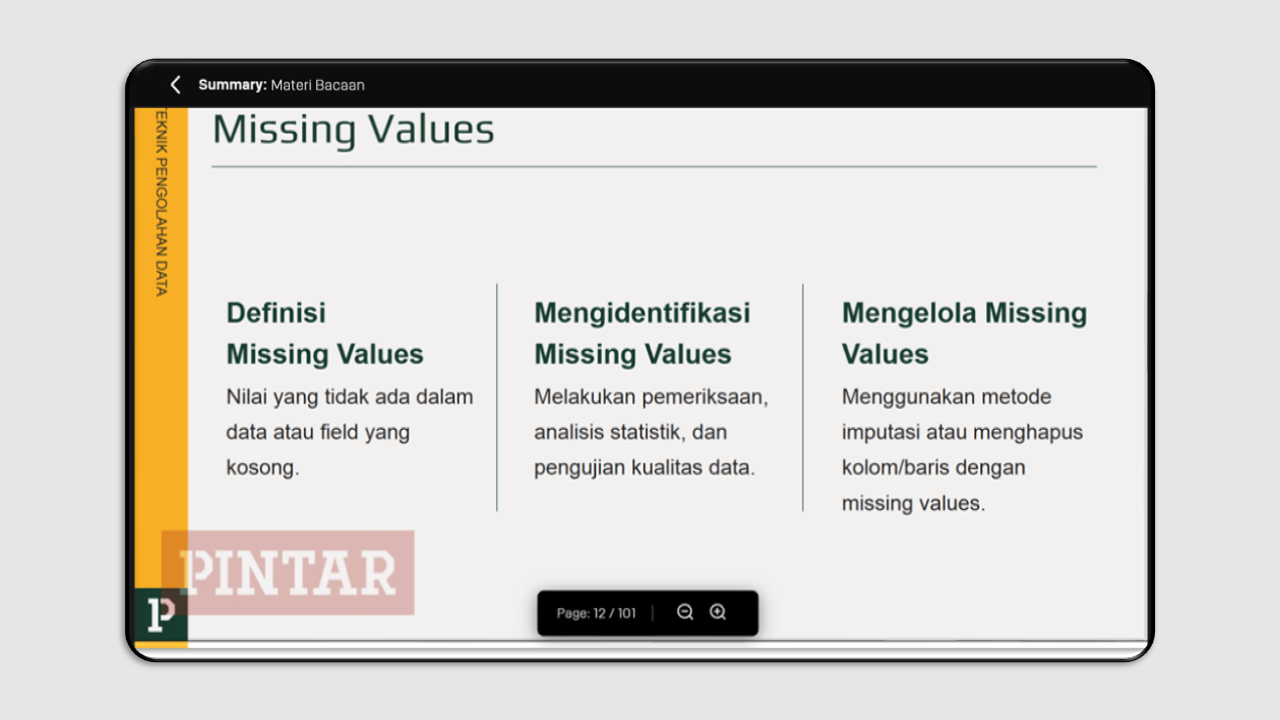 Summary: Materi Bacaan
TEKNIK PENGOLAHAN DATA
Missing Values
Definisi
Missing Values
Nilai yang tidak ada dalam
data atau field yang
kosong.
Mengidentifikasi
Missing Values
Melakukan pemeriksaan,
analisis statistik, dan
pengujian kualitas data.
Mengelola Missing
Values
Menggunakan metode
imputasi atau menghapus
kolom/baris dengan
missing values.
PINTAR
P
Page: 12 / 101